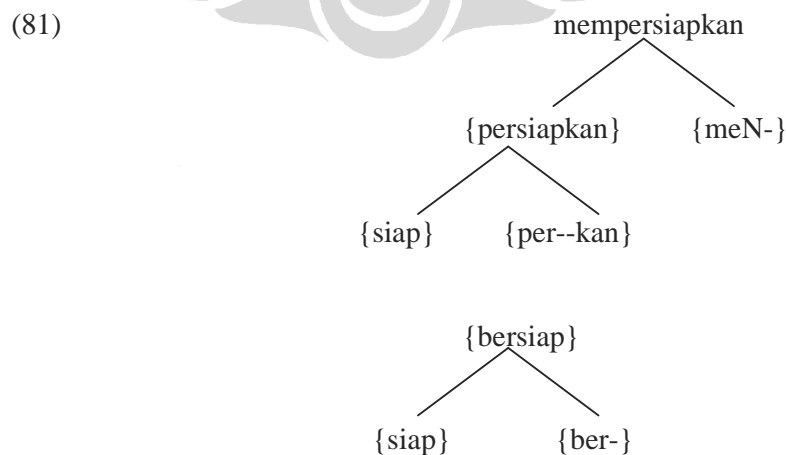 (81) mempersiapkan
{persiapkan} {meN-}
{siap} {per--kan}
{bersiap}
{siap} {ber-}